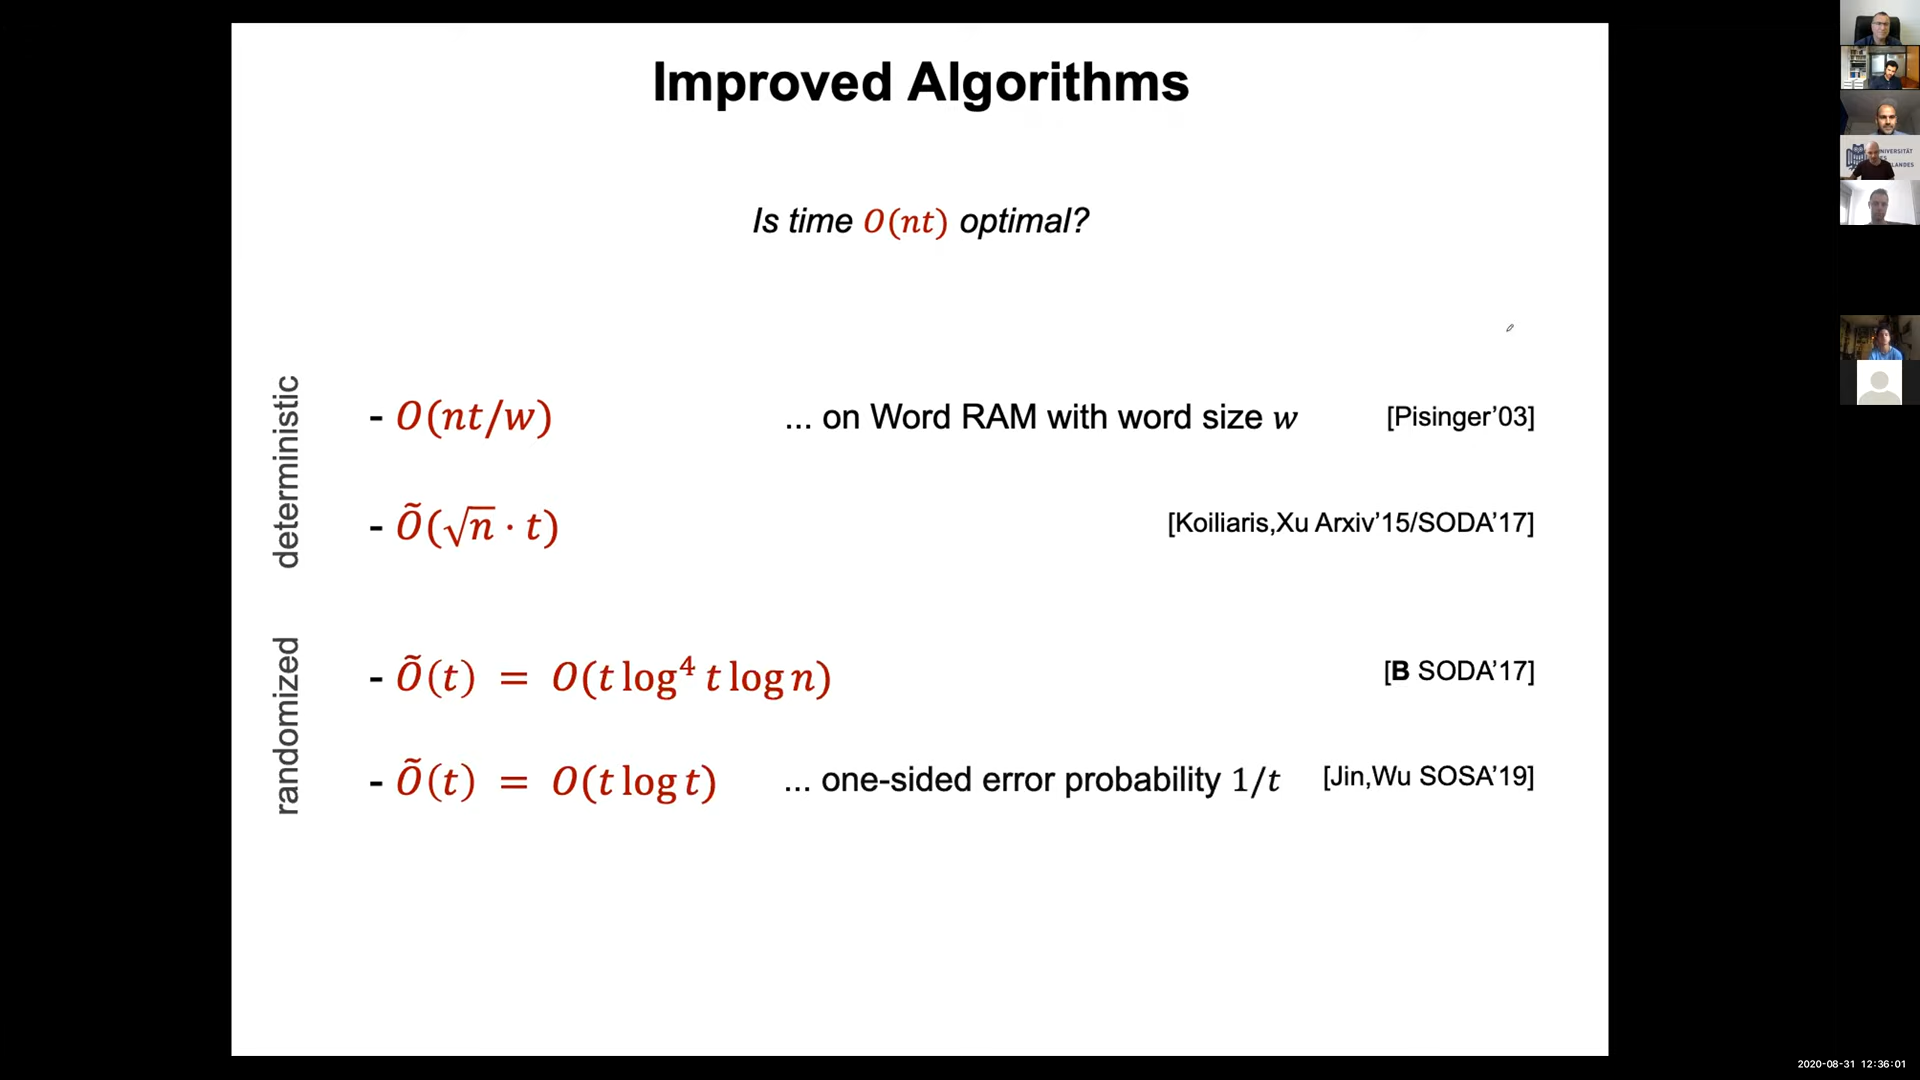 Improved Algorithms
Is time O(nt) optimal?
deterministic
- O(nt/w) ... on Word RAM with word size w [Pisinger’03]
- Õ(√n · t) [Koiliaris,Xu Arxiv’15/SODA’17]
randomized
- Õ(t) = O(t log⁴ t log n) [B SODA’17]
- Õ(t) = O(t log t) ... one-sided error probability 1/t [Jin,Wu SOSA’19]
NIVERSITÄT
LANDES
2020-08-31 12:36:01